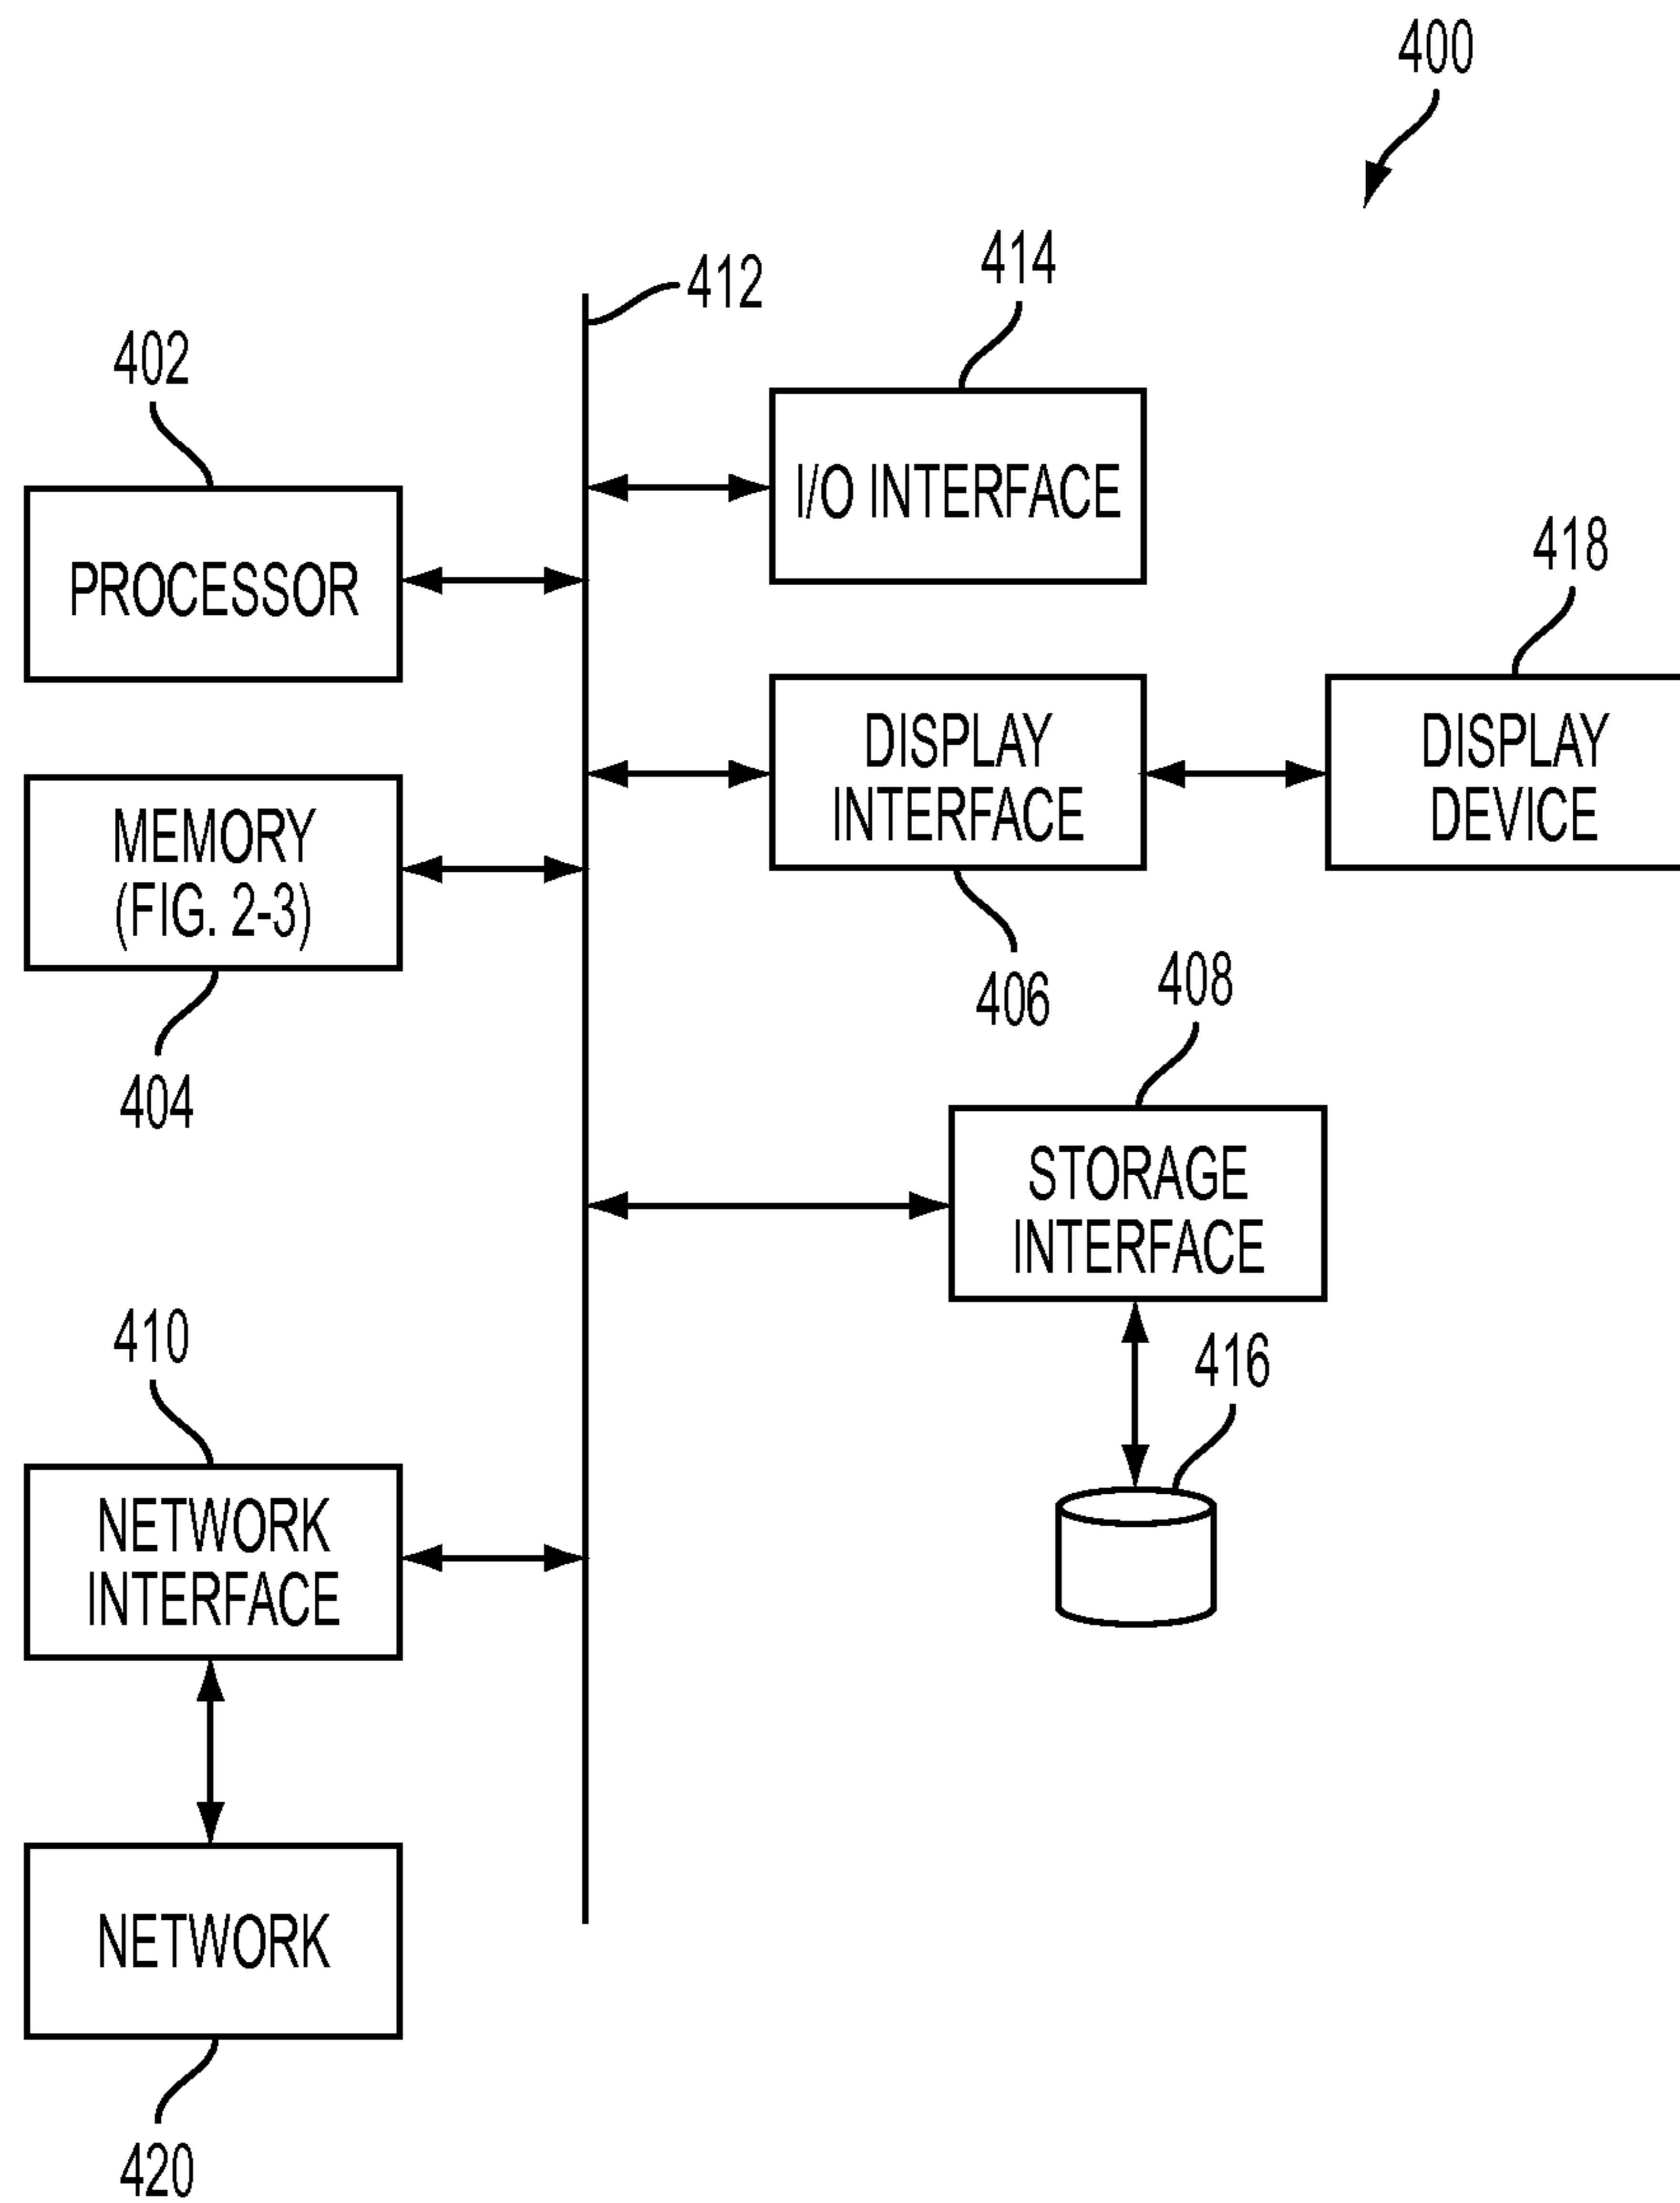 400
412
414
402
I/O INTERFACE
418
PROCESSOR
DISPLAY
INTERFACE
DISPLAY
DEVICE
MEMORY
(FIG. 2-3)
406
408
404
STORAGE
INTERFACE
410
416
NETWORK
INTERFACE
NETWORK
420